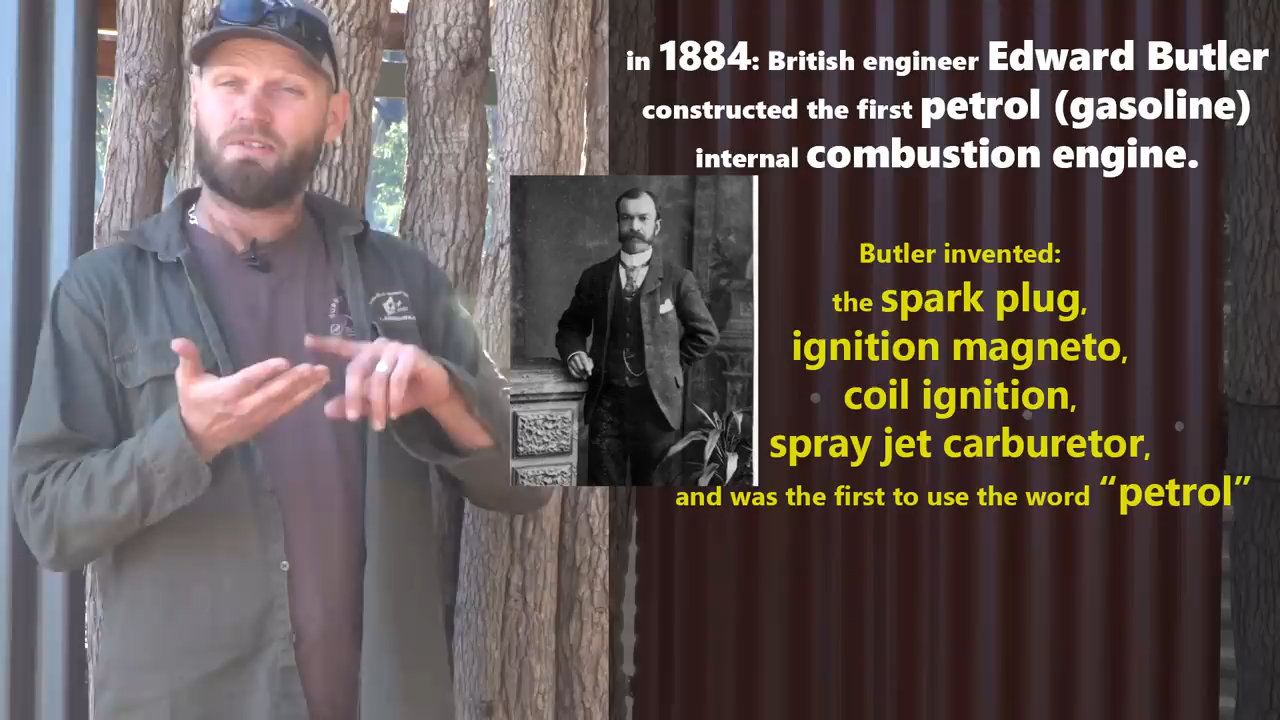 in 1884: British engineer Edward Butler
constructed the first petrol (gasoline)
internal combustion engine.
Butler invented:
the spark plug,
ignition magneto,
coil ignition,
spray jet carburetor,
and was the first to use the word “petrol”